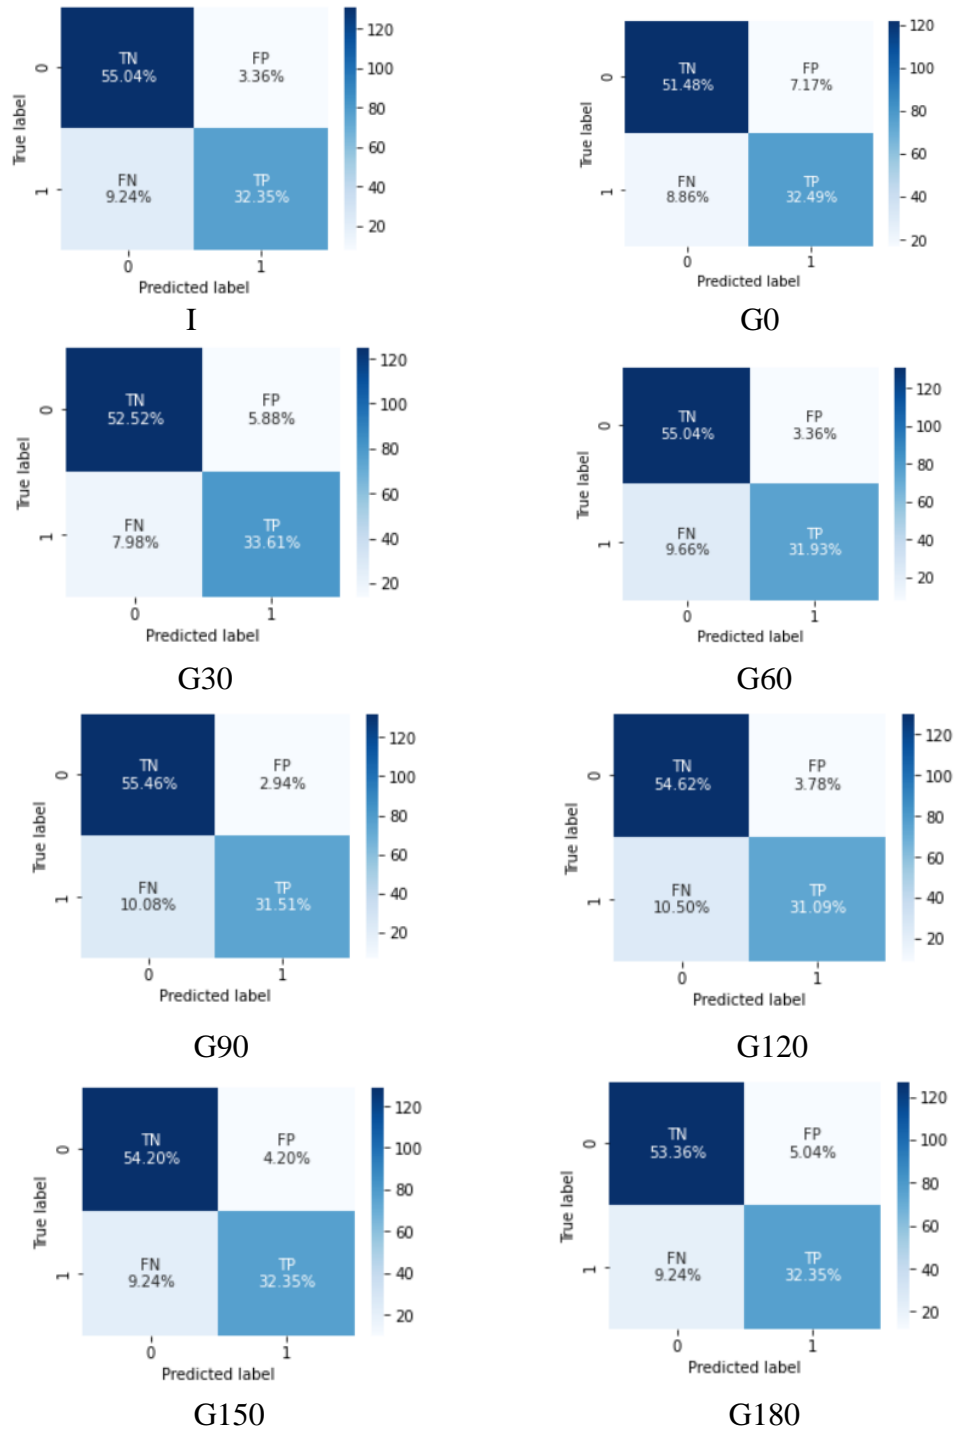 TN
55.04%
FP
3.36%
FN
9.24%
TP
32.35%
True label
0
1
0
1
Predicted label
120
100
80
60
40
20
I
TN
51.48%
FP
7.17%
FN
8.86%
TP
32.49%
True label
0
1
0
1
Predicted label
120
100
80
60
40
20
G0
TN
52.52%
FP
5.88%
FN
7.98%
TP
33.61%
True label
0
1
0
1
Predicted label
120
100
80
60
40
20
G30
TN
55.04%
FP
3.36%
FN
9.66%
TP
31.93%
True label
0
1
0
1
Predicted label
120
100
80
60
40
20
G60
TN
55.46%
FP
2.94%
FN
10.08%
TP
31.51%
True label
0
1
0
1
Predicted label
120
100
80
60
40
20
G90
TN
54.62%
FP
3.78%
FN
10.50%
TP
31.09%
True label
0
1
0
1
Predicted label
120
100
80
60
40
20
G120
TN
54.20%
FP
4.20%
FN
9.24%
TP
32.35%
True label
0
1
0
1
Predicted label
120
100
80
60
40
20
G150
TN
53.36%
FP
5.04%
FN
9.24%
TP
32.35%
True label
0
1
0
1
Predicted label
120
100
80
60
40
20
G180